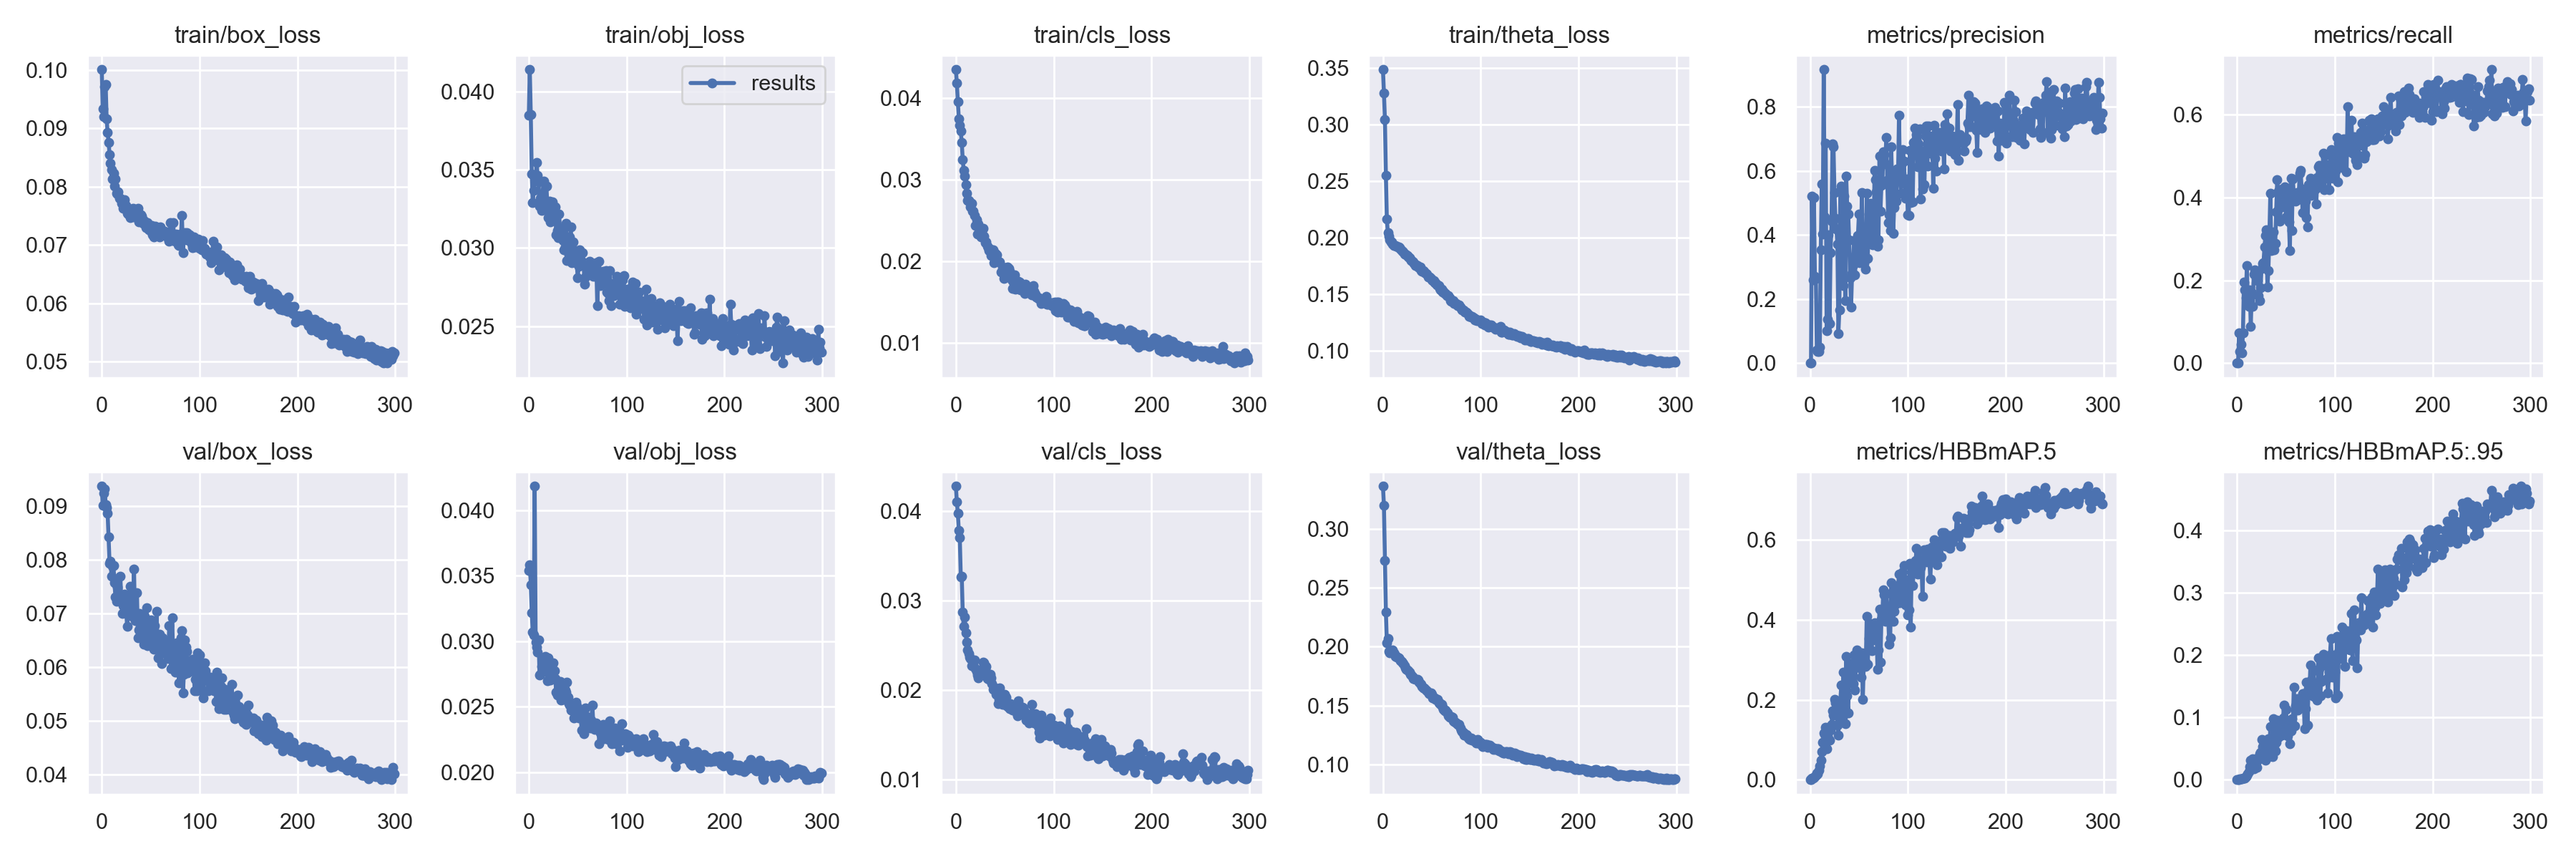 train/box_loss
0.10
0.09
0.08
0.07
0.06
0.05
0 100 200 300
train/obj_loss
results
0.040
0.035
0.030
0.025
0 100 200 300
train/cls_loss
0.04
0.03
0.02
0.01
0 100 200 300
train/theta_loss
0.35
0.30
0.25
0.20
0.15
0.10
0 100 200 300
metrics/precision
0.8
0.6
0.4
0.2
0.0
0 100 200 300
metrics/recall
0.6
0.4
0.2
0.0
0 100 200 300
val/box_loss
0.09
0.08
0.07
0.06
0.05
0.04
0 100 200 300
val/obj_loss
0.040
0.035
0.030
0.025
0.020
0 100 200 300
val/cls_loss
0.04
0.03
0.02
0.01
0 100 200 300
val/theta_loss
0.30
0.25
0.20
0.15
0.10
0 100 200 300
metrics/HBBmAP.5
0.6
0.4
0.2
0.0
0 100 200 300
metrics/HBBmAP.5:.95
0.4
0.3
0.2
0.1
0.0
0 100 200 300